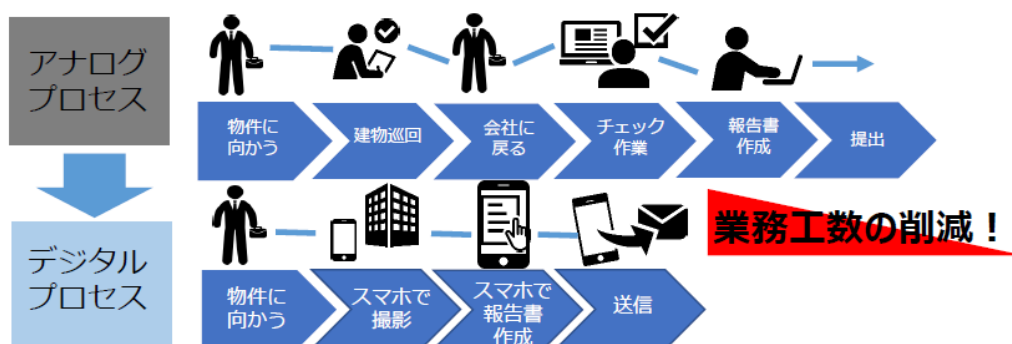 アナログ
プロセス
物件に
向かう
建物巡回
会社に
戻る
チェック
作業
報告書
作成
提出
デジタル
プロセス
業務工数の削減！
物件に
向かう
スマホで
撮影
スマホで
報告書
作成
送信